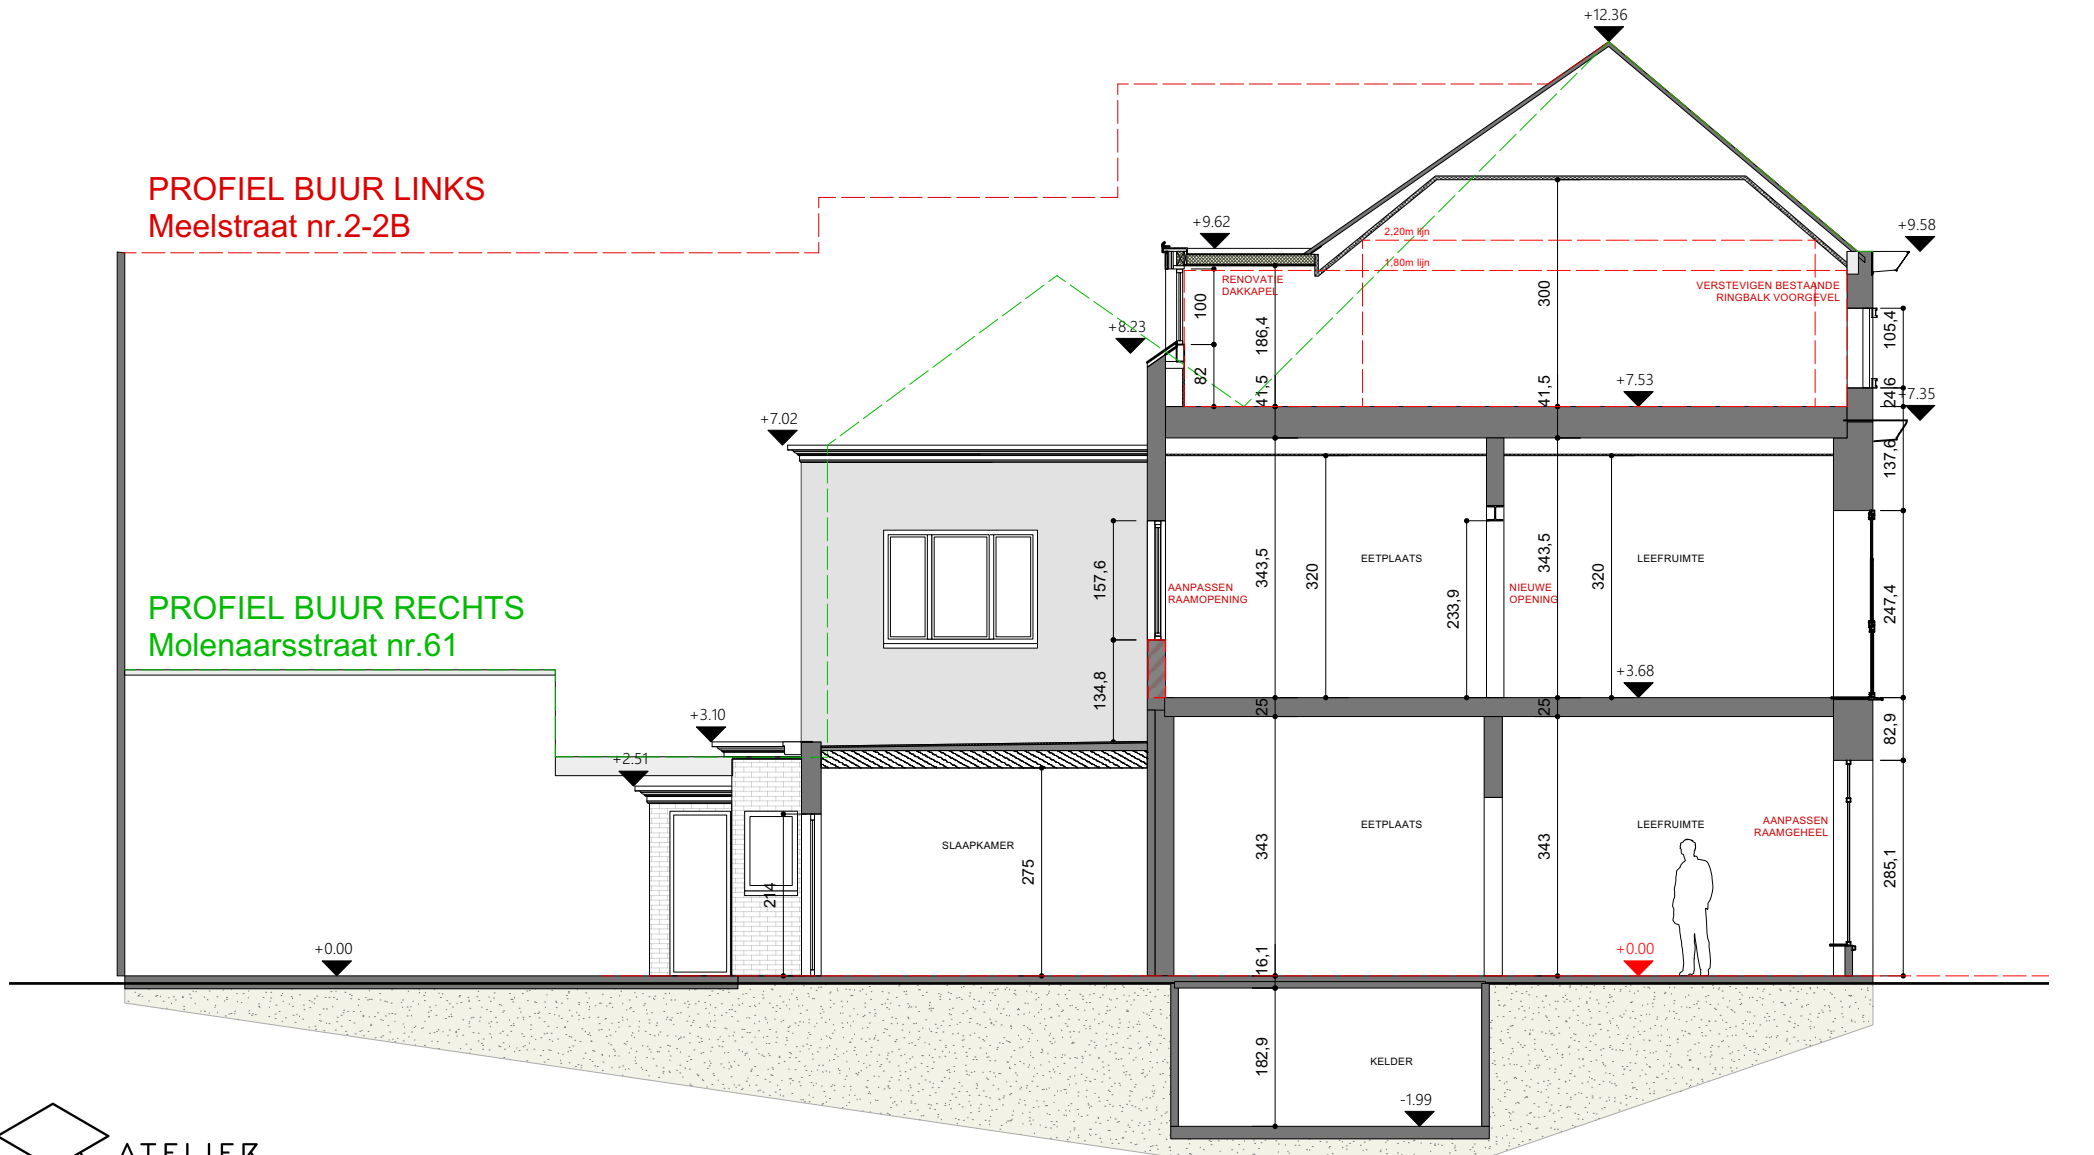 +12.36
PROFIEL BUUR LINKS
Meelstraat nr.2-2B
+9.62
+9.58
2,20m lijn
1,80m lijn
RENOVATIE
DAKKAPEL
VERSTEVIGEN BESTAANDE
RINGBALK VOORGEVEL
100
186,4
300
105,4
+8.23
82
41,5
41,5
+7.53
24,6
+7.35
+7.02
137,6
157,6
343,5
320
EETPLAATS
343,5
320
LEEFRUIMTE
AANPASSEN
RAAMOPENING
233,9
NIEUWE
OPENING
247,4
PROFIEL BUUR RECHTS
Molenaarsstraat nr.61
134,8
+3.68
25
25
+3.10
82,9
+2.51
EETPLAATS
LEEFRUIMTE
AANPASSEN
RAAMGEHEEL
SLAAPKAMER
275
343
343
285,1
214
+0.00
16,1
+0.00
182,9
KELDER
-1.99
ATELIER